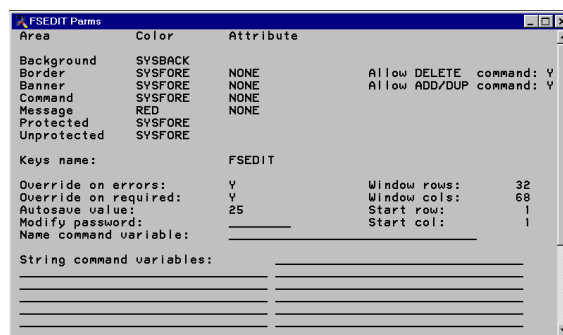 FSEDIT Parms
Area Color Attribute
Background SYSBACK
Border SYSFORE NONE Allow DELETE command: Y
Banner SYSFORE NONE Allow ADD/DUP command: Y
Command SYSFORE NONE
Message RED NONE
Protected SYSFORE
Unprotected SYSFORE
Keys name: FSEDIT
Override on errors: Y Window rows: 32
Override on required: Y Window cols: 68
Autosave value: 25 Start row: 1
Modify password: Start col: 1
Name command variable:
String command variables: